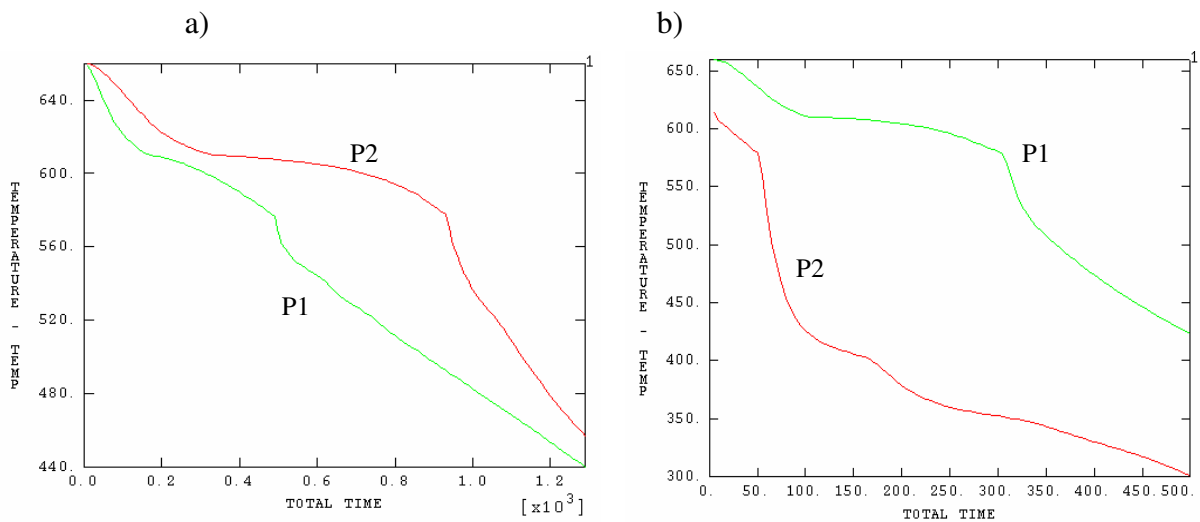 a)
1
640.
600.
560.
520.
480.
440.
TEMPERATURE - TEMP
P2
P1
0.0 0.2 0.4 0.6 0.8 1.0 1.2
TOTAL TIME [x10³]
b)
1
650.
600.
550.
500.
450.
400.
350.
300.
TEMPERATURE - TEMP
P1
P2
0. 50. 100. 150. 200. 250. 300. 350. 400. 450. 500.
TOTAL TIME